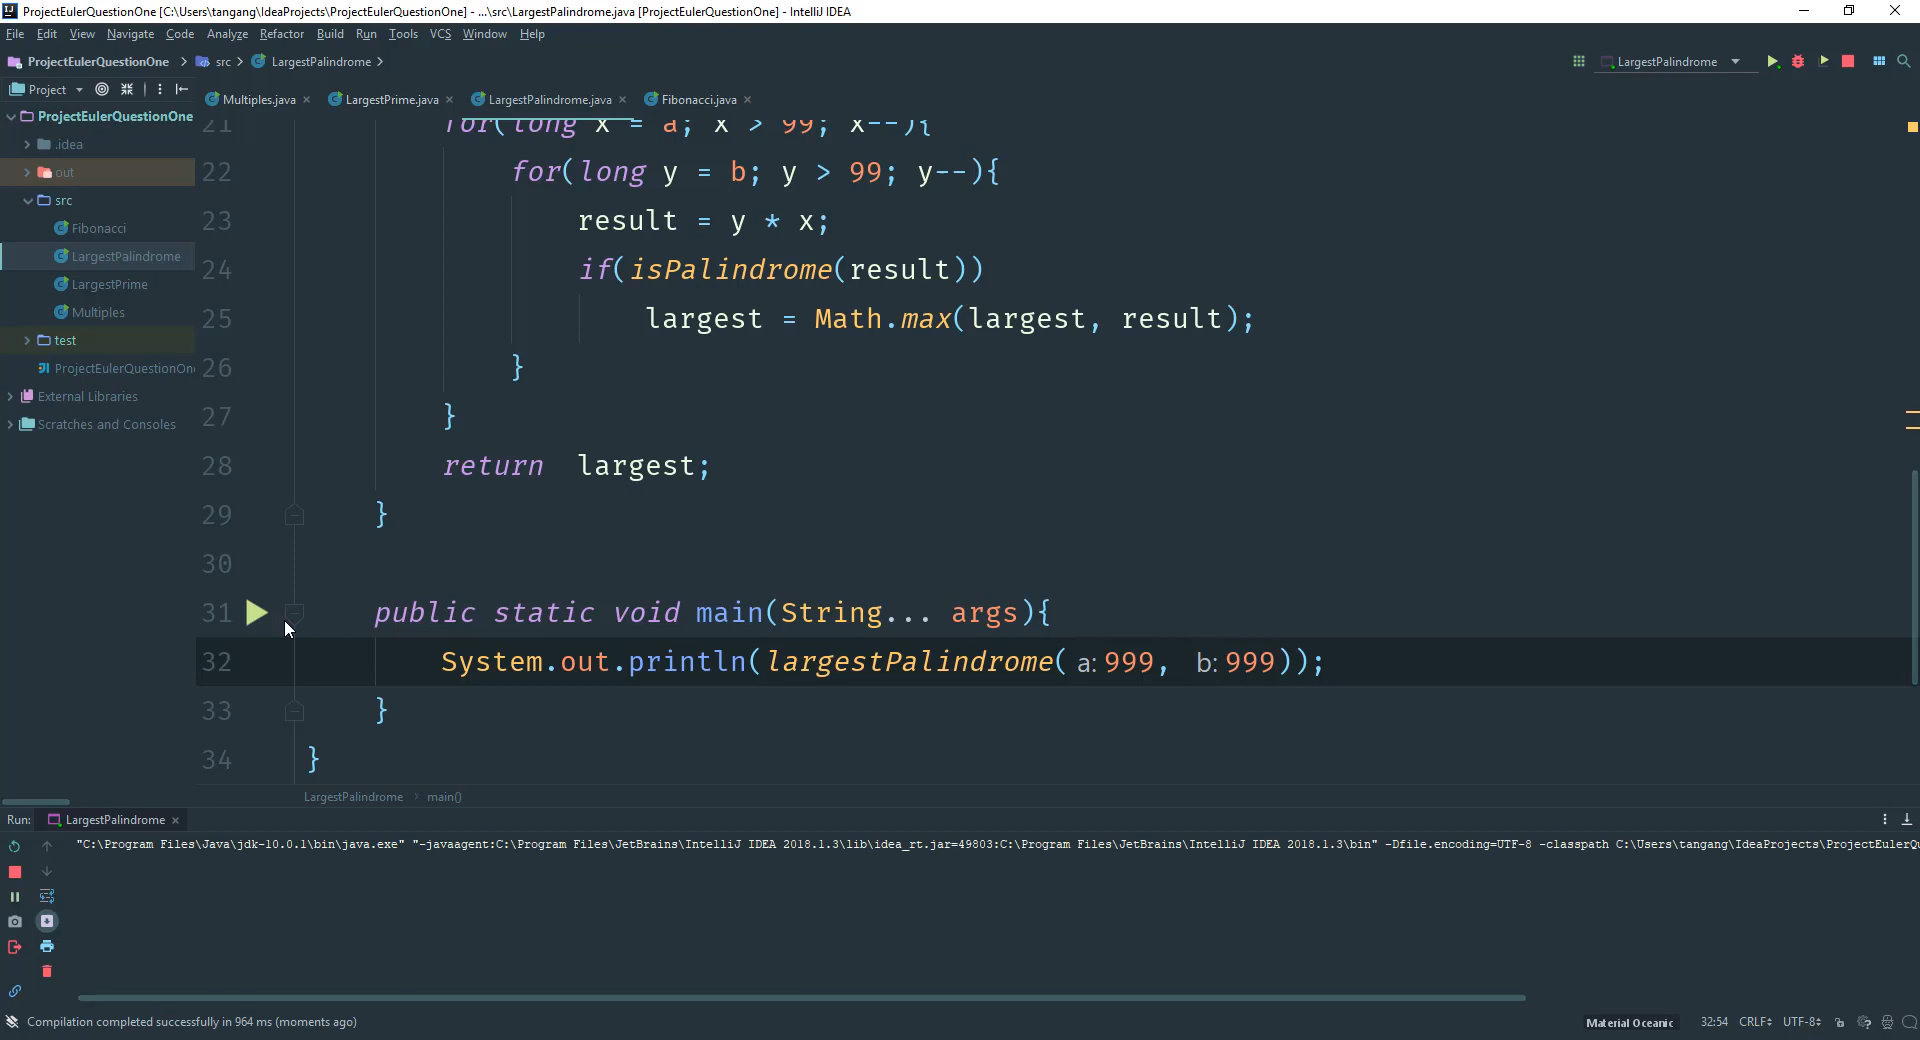 ProjectEulerQuestionOne [C:\Users\tangang\IdeaProjects\ProjectEulerQuestionOne] - ...\src\LargestPalindrome.java [ProjectEulerQuestionOne] - IntelliJ IDEA
File Edit View Navigate Code Analyze Refactor Build Run Tools VCS Window Help
ProjectEulerQuestionOne src LargestPalindrome LargestPalindrome
Project Multiples.java LargestPrime.java LargestPalindrome.java Fibonacci.java
ProjectEulerQuestionOne
.idea
out
src
Fibonacci
LargestPalindrome
LargestPrime
Multiples
test
ProjectEulerQuestionOne
External Libraries
Scratches and Consoles
21 for(long x = a; x > 99; x--){
22 for(long y = b; y > 99; y--){
23 result = y * x;
24 if(isPalindrome(result))
25 largest = Math.max(largest, result);
26 }
27 }
28 return largest;
29 }
30
31 public static void main(String... args){
32 System.out.println(largestPalindrome( a: 999, b: 999));
33 }
34 }
LargestPalindrome main()
Run: LargestPalindrome
"C:\Program Files\Java\jdk-10.0.1\bin\java.exe" "-javaagent:C:\Program Files\JetBrains\IntelliJ IDEA 2018.1.3\lib\idea_rt.jar=49803:C:\Program Files\JetBrains\IntelliJ IDEA 2018.1.3\bin" -Dfile.encoding=UTF-8 -classpath C:\Users\tangang\IdeaProjects\ProjectEulerQu
Compilation completed successfully in 964 ms (moments ago) Material Oceanic 32:54 CRLF UTF-8